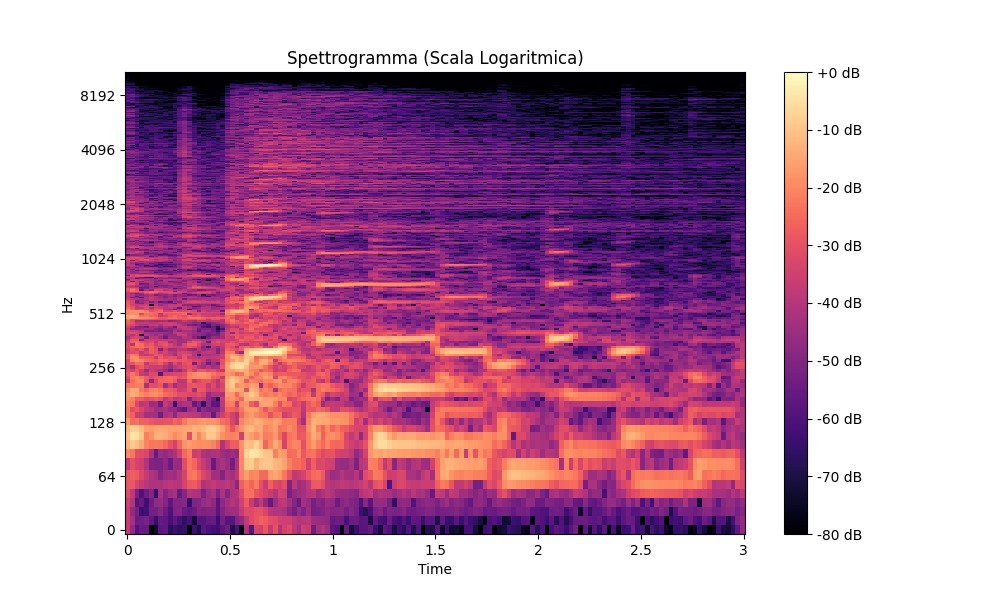 Spettrogramma (Scala Logaritmica)
Hz
8192
4096
2048
1024
512
256
128
64
0
0
0.5
1
1.5
2
2.5
3
Time
+0 dB
-10 dB
-20 dB
-30 dB
-40 dB
-50 dB
-60 dB
-70 dB
-80 dB